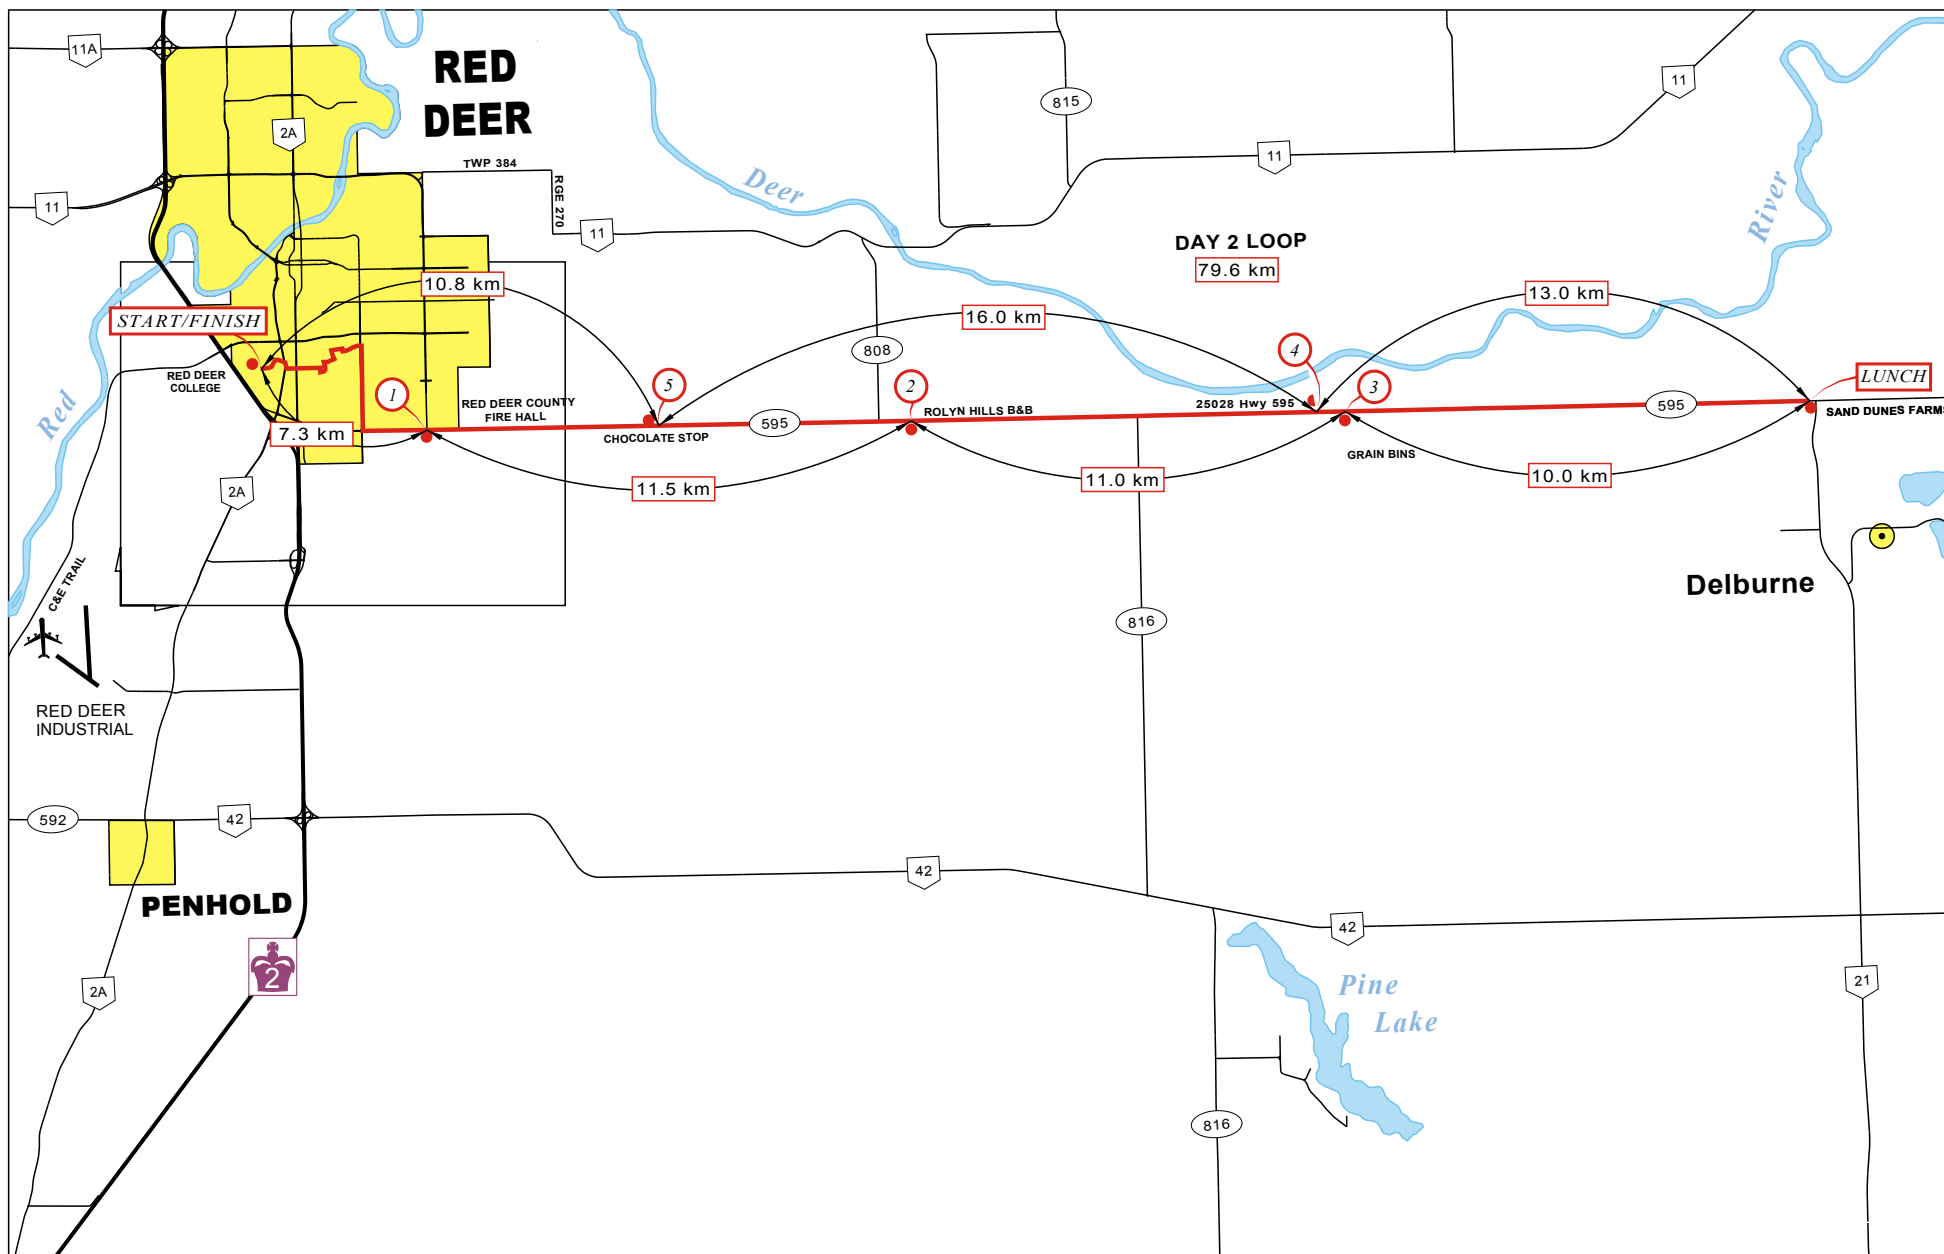 11A
RED
DEER
2A
815
11
TWP 384
RGE 270
11
11
Deer
River
11
DAY 2 LOOP
79.6 km
10.8 km
13.0 km
16.0 km
START/FINISH
808
4
RED DEER
COLLEGE
1
5
2
3
LUNCH
Red
RED DEER COUNTY
FIRE HALL
ROLYN HILLS B&B
25028 Hwy 595
595
SAND DUNES FARMS
595
CHOCOLATE STOP
7.3 km
GRAIN BINS
11.5 km
11.0 km
10.0 km
2A
C&E TRAIL
Delburne
816
RED DEER
INDUSTRIAL
592
42
42
PENHOLD
42
2
2A
Pine
Lake
21
816